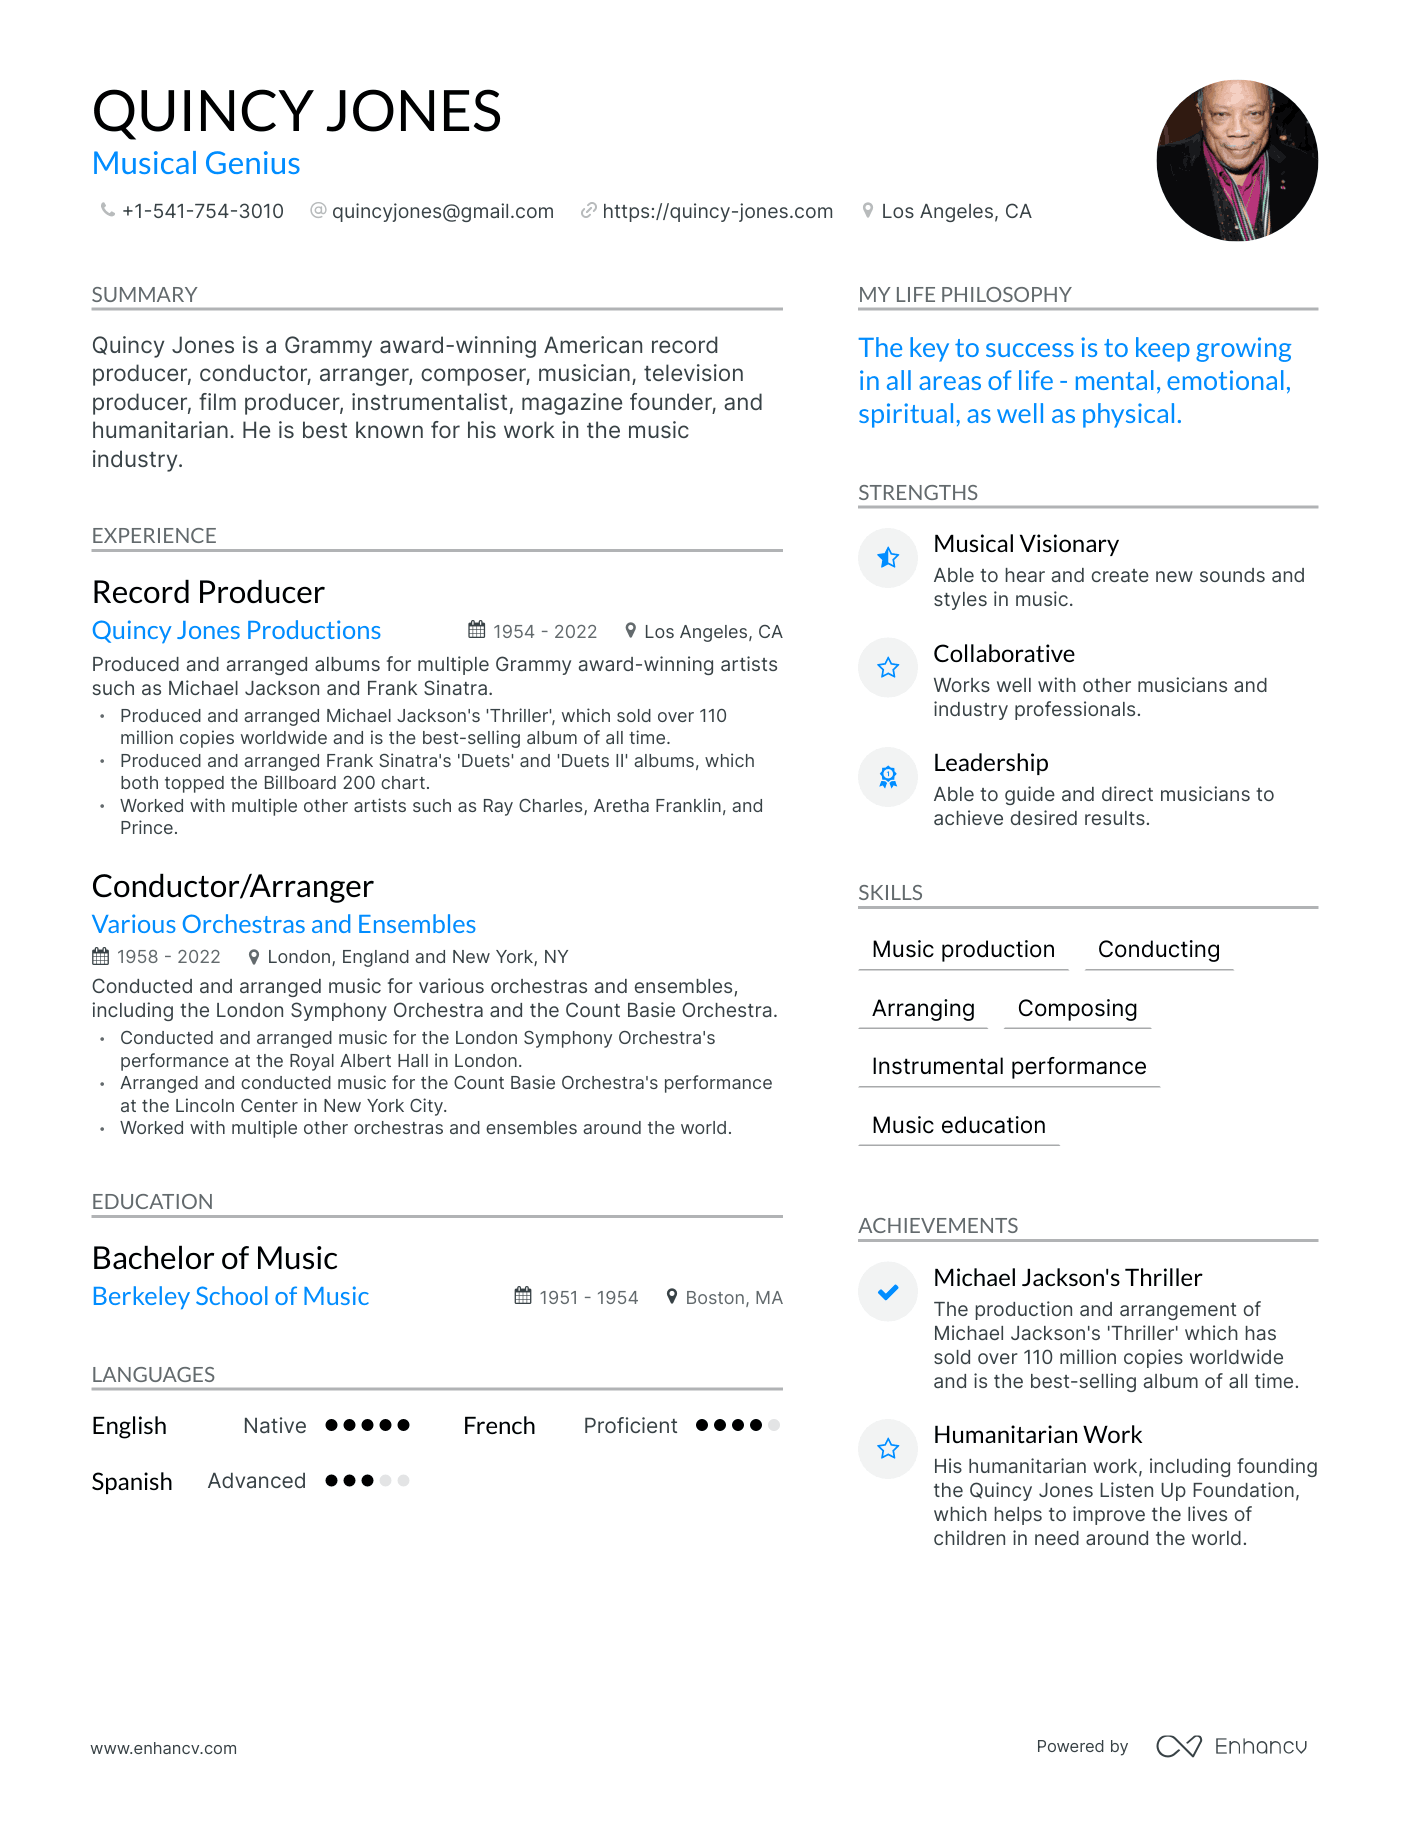 QUINCY JONES
Musical Genius
+1-541-754-3010 @ quincyjones@gmail.com https://quincy-jones.com Los Angeles, CA
SUMMARY
Quincy Jones is a Grammy award-winning American record
producer, conductor, arranger, composer, musician, television
producer, film producer, instrumentalist, magazine founder, and
humanitarian. He is best known for his work in the music
industry.
EXPERIENCE
Record Producer
Quincy Jones Productions 1954 - 2022 Los Angeles, CA
Produced and arranged albums for multiple Grammy award-winning artists
such as Michael Jackson and Frank Sinatra.
• Produced and arranged Michael Jackson's 'Thriller', which sold over 110
million copies worldwide and is the best-selling album of all time.
• Produced and arranged Frank Sinatra's 'Duets' and 'Duets II' albums, which
both topped the Billboard 200 chart.
• Worked with multiple other artists such as Ray Charles, Aretha Franklin, and
Prince.
Conductor/Arranger
Various Orchestras and Ensembles
1958 - 2022 London, England and New York, NY
Conducted and arranged music for various orchestras and ensembles,
including the London Symphony Orchestra and the Count Basie Orchestra.
• Conducted and arranged music for the London Symphony Orchestra's
performance at the Royal Albert Hall in London.
• Arranged and conducted music for the Count Basie Orchestra's performance
at the Lincoln Center in New York City.
• Worked with multiple other orchestras and ensembles around the world.
EDUCATION
Bachelor of Music
Berkeley School of Music 1951 - 1954 Boston, MA
LANGUAGES
English Native French Proficient
Spanish Advanced
MY LIFE PHILOSOPHY
The key to success is to keep growing
in all areas of life - mental, emotional,
spiritual, as well as physical.
STRENGTHS
Musical Visionary
Able to hear and create new sounds and
styles in music.
Collaborative
Works well with other musicians and
industry professionals.
Leadership
Able to guide and direct musicians to
achieve desired results.
SKILLS
Music production Conducting
Arranging Composing
Instrumental performance
Music education
ACHIEVEMENTS
Michael Jackson's Thriller
The production and arrangement of
Michael Jackson's 'Thriller' which has
sold over 110 million copies worldwide
and is the best-selling album of all time.
Humanitarian Work
His humanitarian work, including founding
the Quincy Jones Listen Up Foundation,
which helps to improve the lives of
children in need around the world.
www.enhancv.com
Powered by Enhancv